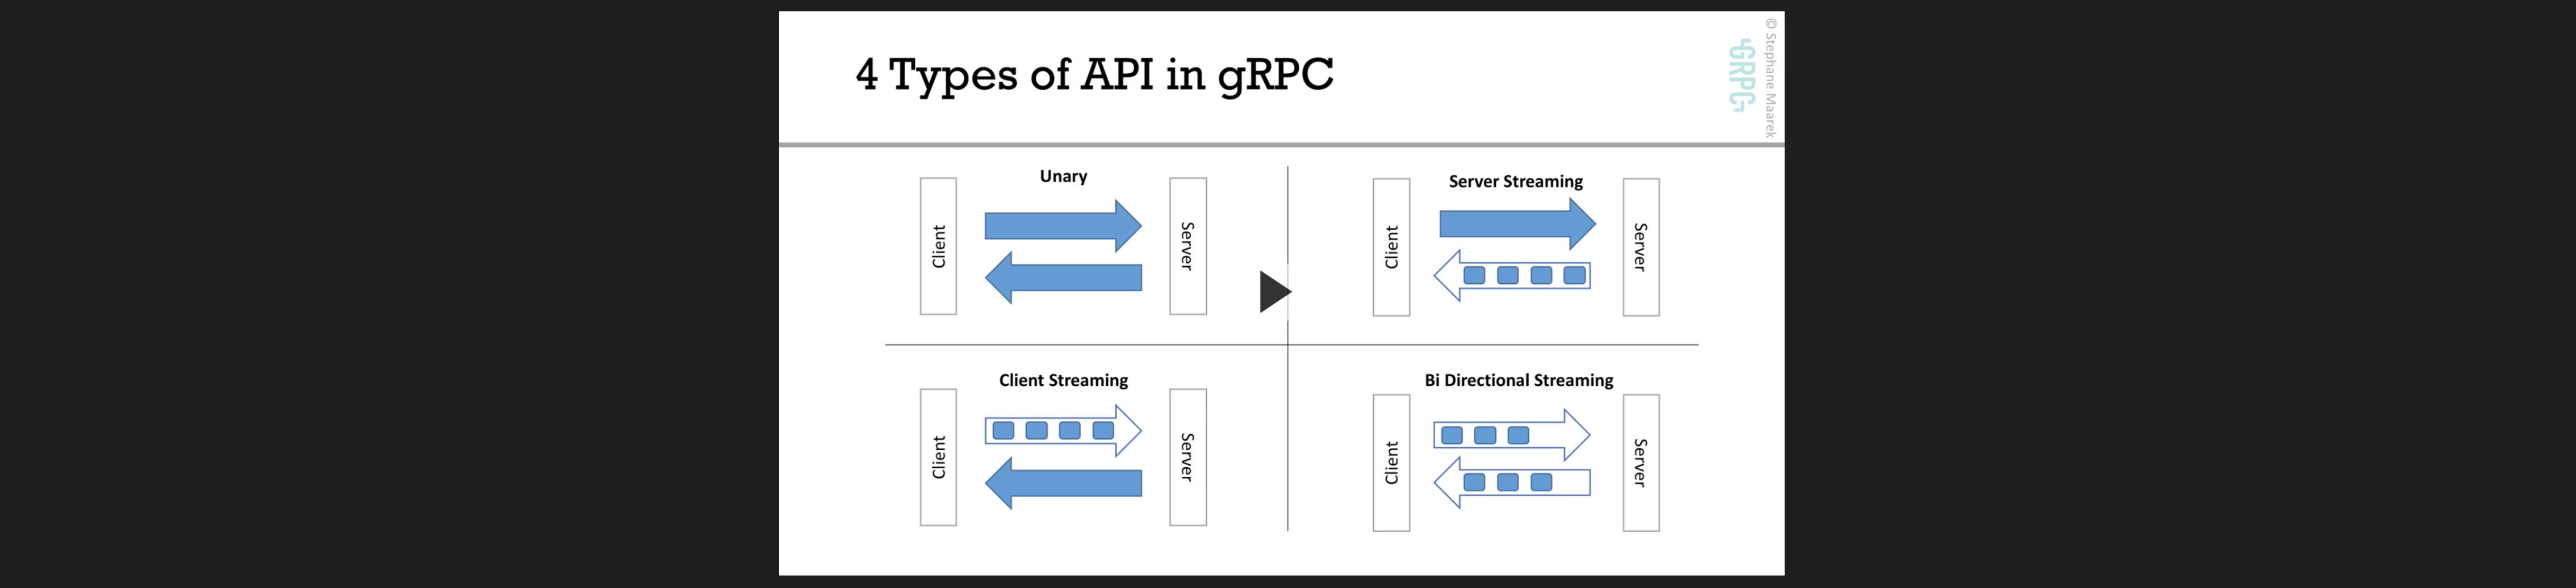 4 Types of API in gRPC
© Stephane Maarek
GRPC
Unary
Client
Server
Server Streaming
Client
Server
Client Streaming
Client
Server
Bi Directional Streaming
Client
Server